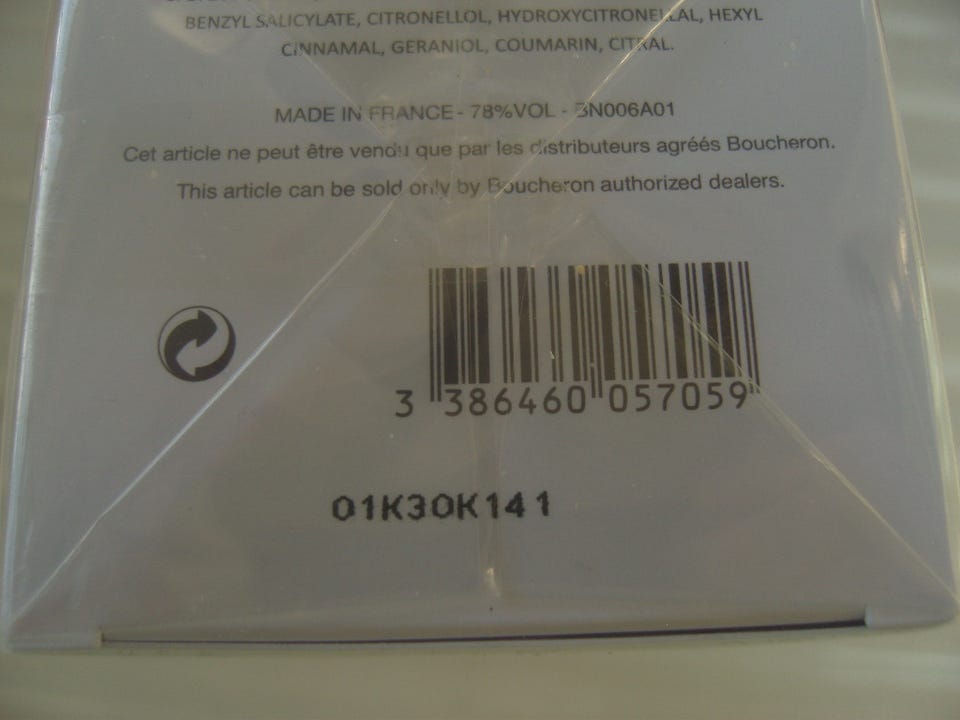 BENZYL SALICYLATE, CITRONELLOL, HYDROXYCITRONELLAL, HEXYL
CINNAMAL, GERANIOL, COUMARIN, CITRAL.
MADE IN FRANCE - 78%VOL - BN006A01
Cet article ne peut être vendu que par les distributeurs agréés Boucheron.
This article can be sold only by Boucheron authorized dealers.
3 386460 057059
01K30K141